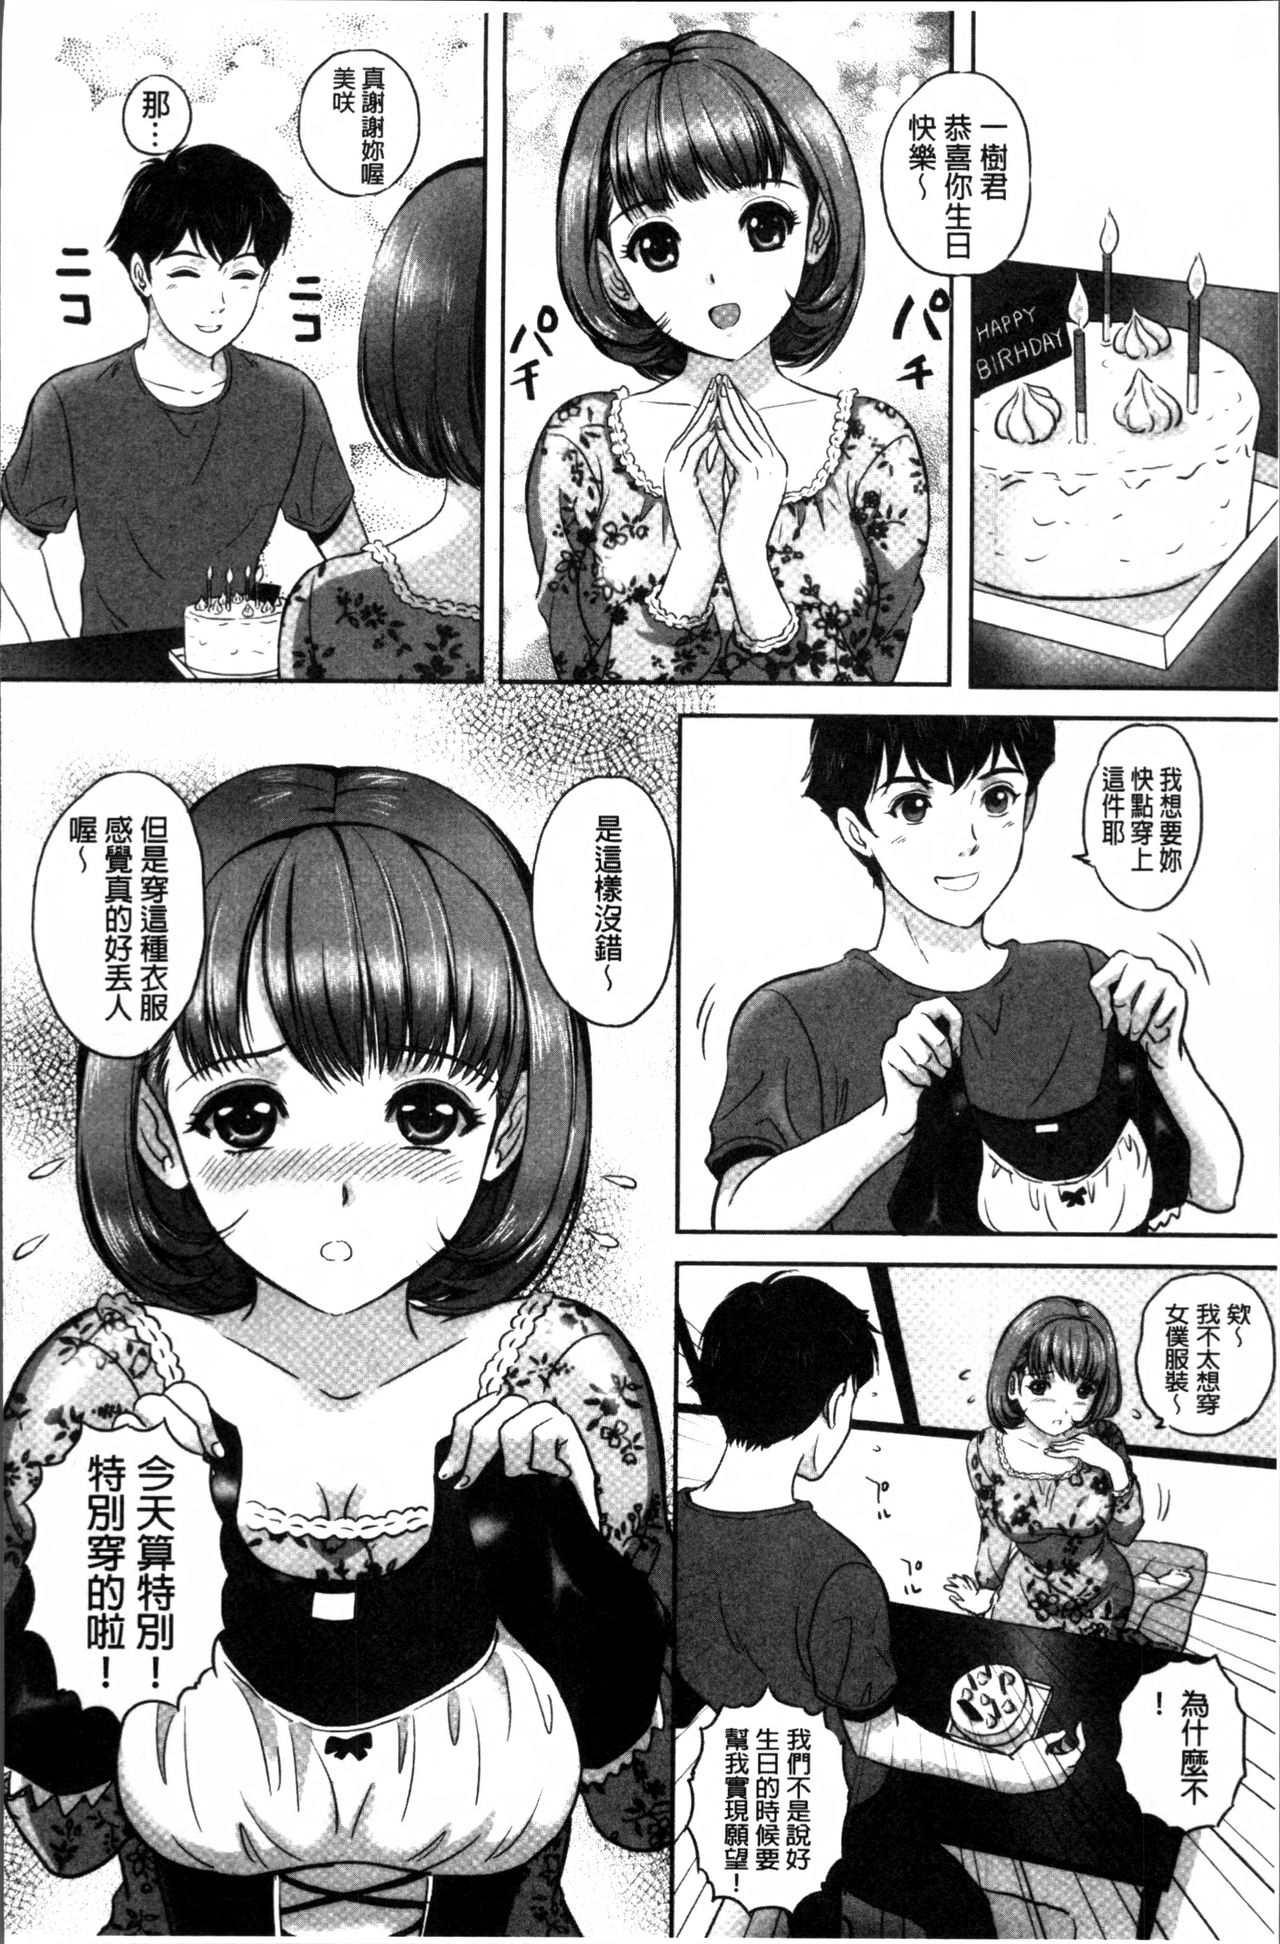 HAPPY
BIRHDAY
一樹君
恭喜你生日
快樂～
パチ
パチ
真謝謝妳喔
美咲
那…
ニコ
ニコ
我想要妳
快點穿上
這件耶
欸～
我不太想穿
女僕服裝～
プル
プル
為什麼不
！
我們不是說好
生日的時候要
幫我實現願望！
是這樣沒錯～
但是穿這種衣服
感覺真的好丟人
喔～
今天算特別！
特別穿的啦！